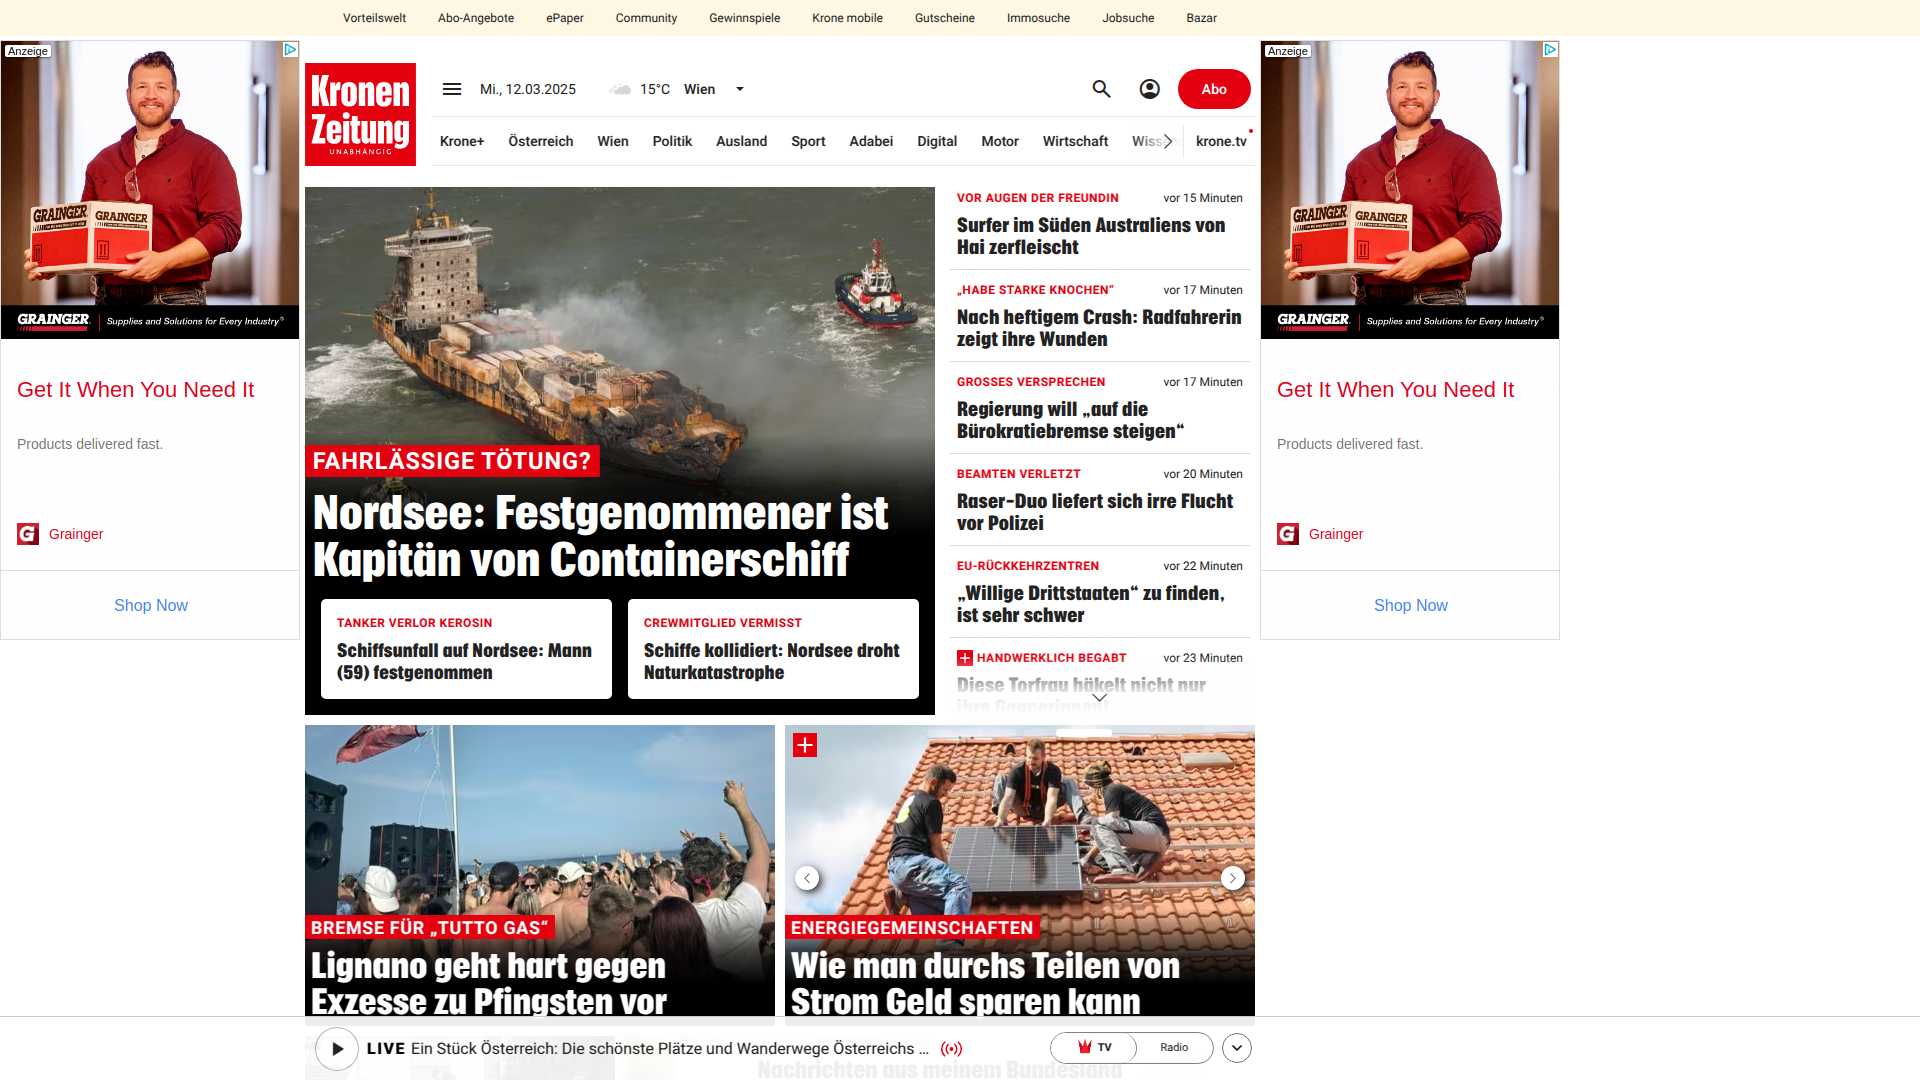 Vorteilswelt Abo-Angebote ePaper Community Gewinnspiele Krone mobile Gutscheine Immosuche Jobsuche Bazar
Anzeige
GRAINGER
GRAINGER
GRAINGER Supplies and Solutions for Every Industry®
Get It When You Need It
Products delivered fast.
Grainger
Shop Now
Kronen
Zeitung
UNABHÄNGIG
Mi., 12.03.2025 15°C Wien
Abo
Krone+ Österreich Wien Politik Ausland Sport Adabei Digital Motor Wirtschaft krone.tv
FAHRLÄSSIGE TÖTUNG?
Nordsee: Festgenommener ist
Kapitän von Containerschiff
TANKER VERLOR KEROSIN
Schiffsunfall auf Nordsee: Mann
(59) festgenommen
CREWMITGLIED VERMISST
Schiffe kollidiert: Nordsee droht
Naturkatastrophe
VOR AUGEN DER FREUNDIN vor 15 Minuten
Surfer im Süden Australiens von
Hai zerfleischt
„HABE STARKE KNOCHEN“ vor 17 Minuten
Nach heftigem Crash: Radfahrerin
zeigt ihre Wunden
GROSSES VERSPRECHEN vor 17 Minuten
Regierung will „auf die
Bürokratiebremse steigen“
BEAMTEN VERLETZT vor 20 Minuten
Raser-Duo liefert sich irre Flucht
vor Polizei
EU-RÜCKKEHRZENTREN vor 22 Minuten
„Willige Drittstaaten“ zu finden,
ist sehr schwer
HANDWERKLICH BEGABT vor 23 Minuten
Diese Torfrau häkelt nicht nur
ihre Gegnerinnen!
BREMSE FÜR „TUTTO GAS“
Lignano geht hart gegen
Exzesse zu Pfingsten vor
ENERGIEGEMEINSCHAFTEN
Wie man durchs Teilen von
Strom Geld sparen kann
Anzeige
GRAINGER
GRAINGER
GRAINGER Supplies and Solutions for Every Industry®
Get It When You Need It
Products delivered fast.
Grainger
Shop Now
LIVE Ein Stück Österreich: Die schönste Plätze und Wanderwege Österreichs ...
TV Radio
Nachrichten aus meinem Bundesland